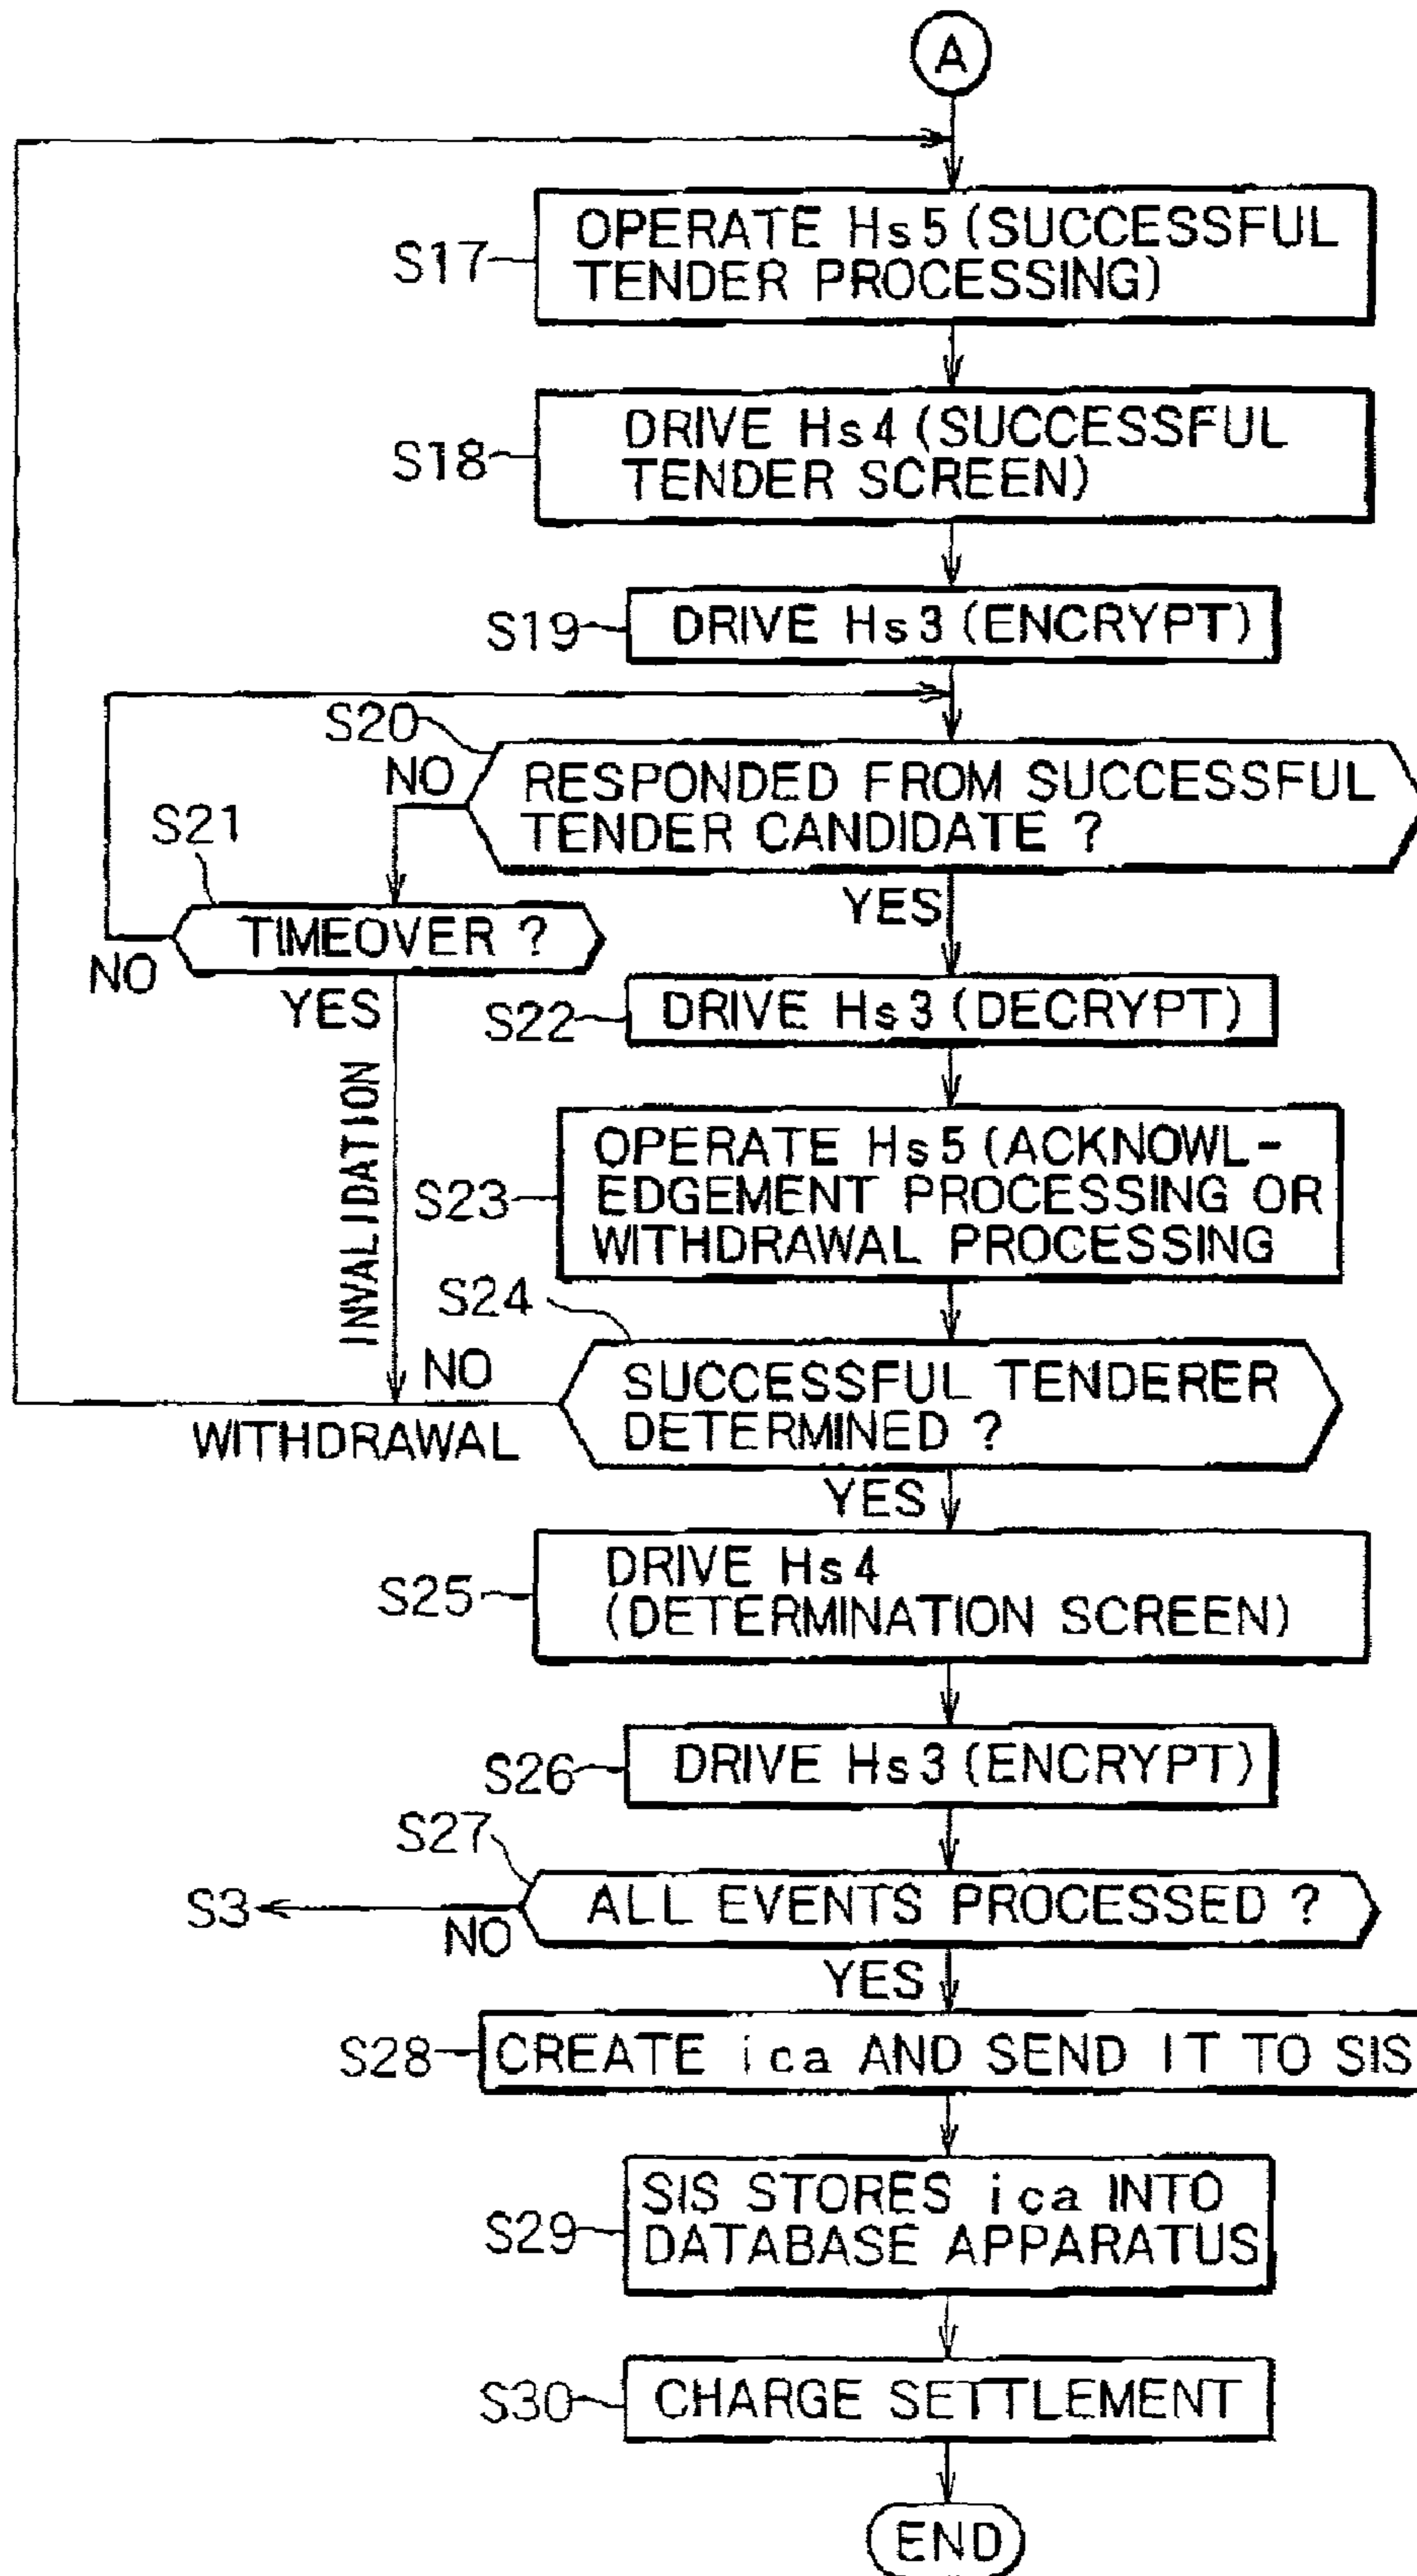 A
S17
OPERATE Hs5 (SUCCESSFUL
TENDER PROCESSING)
S18
DRIVE Hs4 (SUCCESSFUL
TENDER SCREEN)
S19
DRIVE Hs3 (ENCRYPT)
S20
NO
RESPONDED FROM SUCCESSFUL
TENDER CANDIDATE ?
S21
YES
TIMEOVER ?
NO
YES
S22
DRIVE Hs3 (DECRYPT)
INVALIDATION
S23
OPERATE Hs5 (ACKNOWL-
EDGEMENT PROCESSING OR
WITHDRAWAL PROCESSING
S24
NO
SUCCESSFUL TENDERER
DETERMINED ?
WITHDRAWAL
YES
S25
DRIVE Hs4
(DETERMINATION SCREEN)
S26
DRIVE Hs3 (ENCRYPT)
S27
S3
NO
ALL EVENTS PROCESSED ?
YES
S28
CREATE ica AND SEND IT TO SIS
S29
SIS STORES ica INTO
DATABASE APPARATUS
S30
CHARGE SETTLEMENT
END